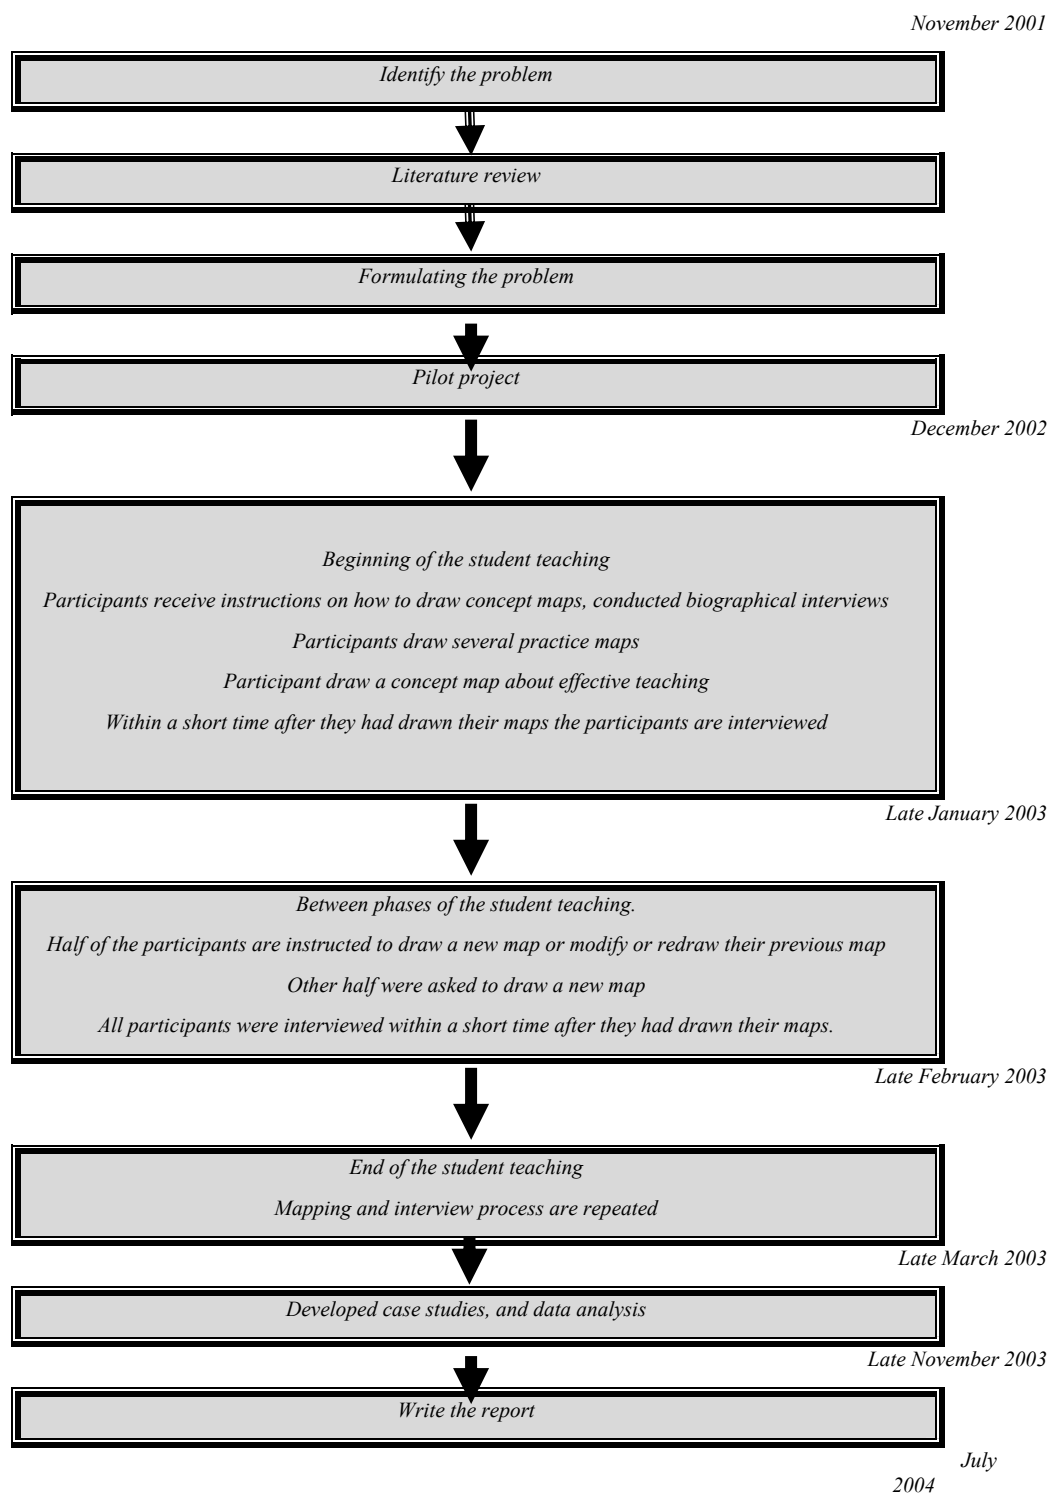 November 2001
Identify the problem
Literature review
Formulating the problem
Pilot project
December 2002
Beginning of the student teaching
Participants receive instructions on how to draw concept maps, conducted biographical interviews
Participants draw several practice maps
Participant draw a concept map about effective teaching
Within a short time after they had drawn their maps the participants are interviewed
Late January 2003
Between phases of the student teaching.
Half of the participants are instructed to draw a new map or modify or redraw their previous map
Other half were asked to draw a new map
All participants were interviewed within a short time after they had drawn their maps.
Late February 2003
End of the student teaching
Mapping and interview process are repeated
Late March 2003
Developed case studies, and data analysis
Late November 2003
Write the report
July
2004